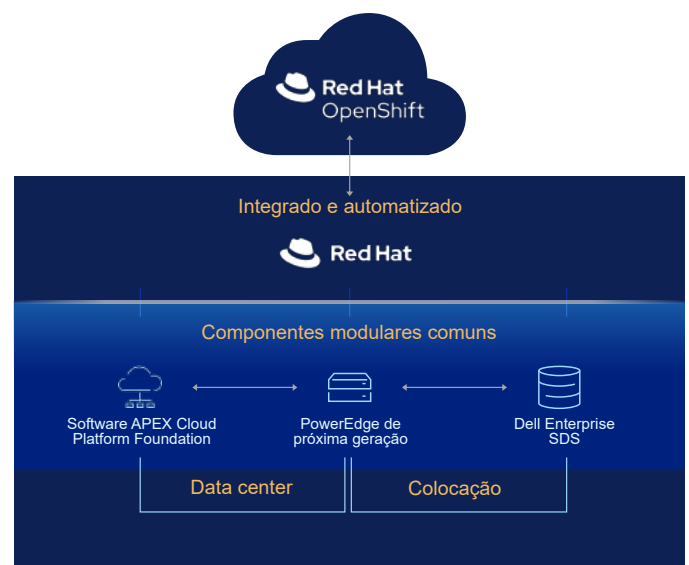 Red Hat
OpenShift
Integrado e automatizado
Red Hat
Componentes modulares comuns
Software APEX Cloud
Platform Foundation
PowerEdge de
próxima geração
Dell Enterprise
SDS
Data center
Colocação